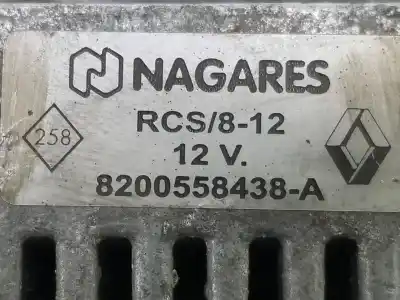 NAGARES
RCS/8-12
258
12 V.
8200558438-A